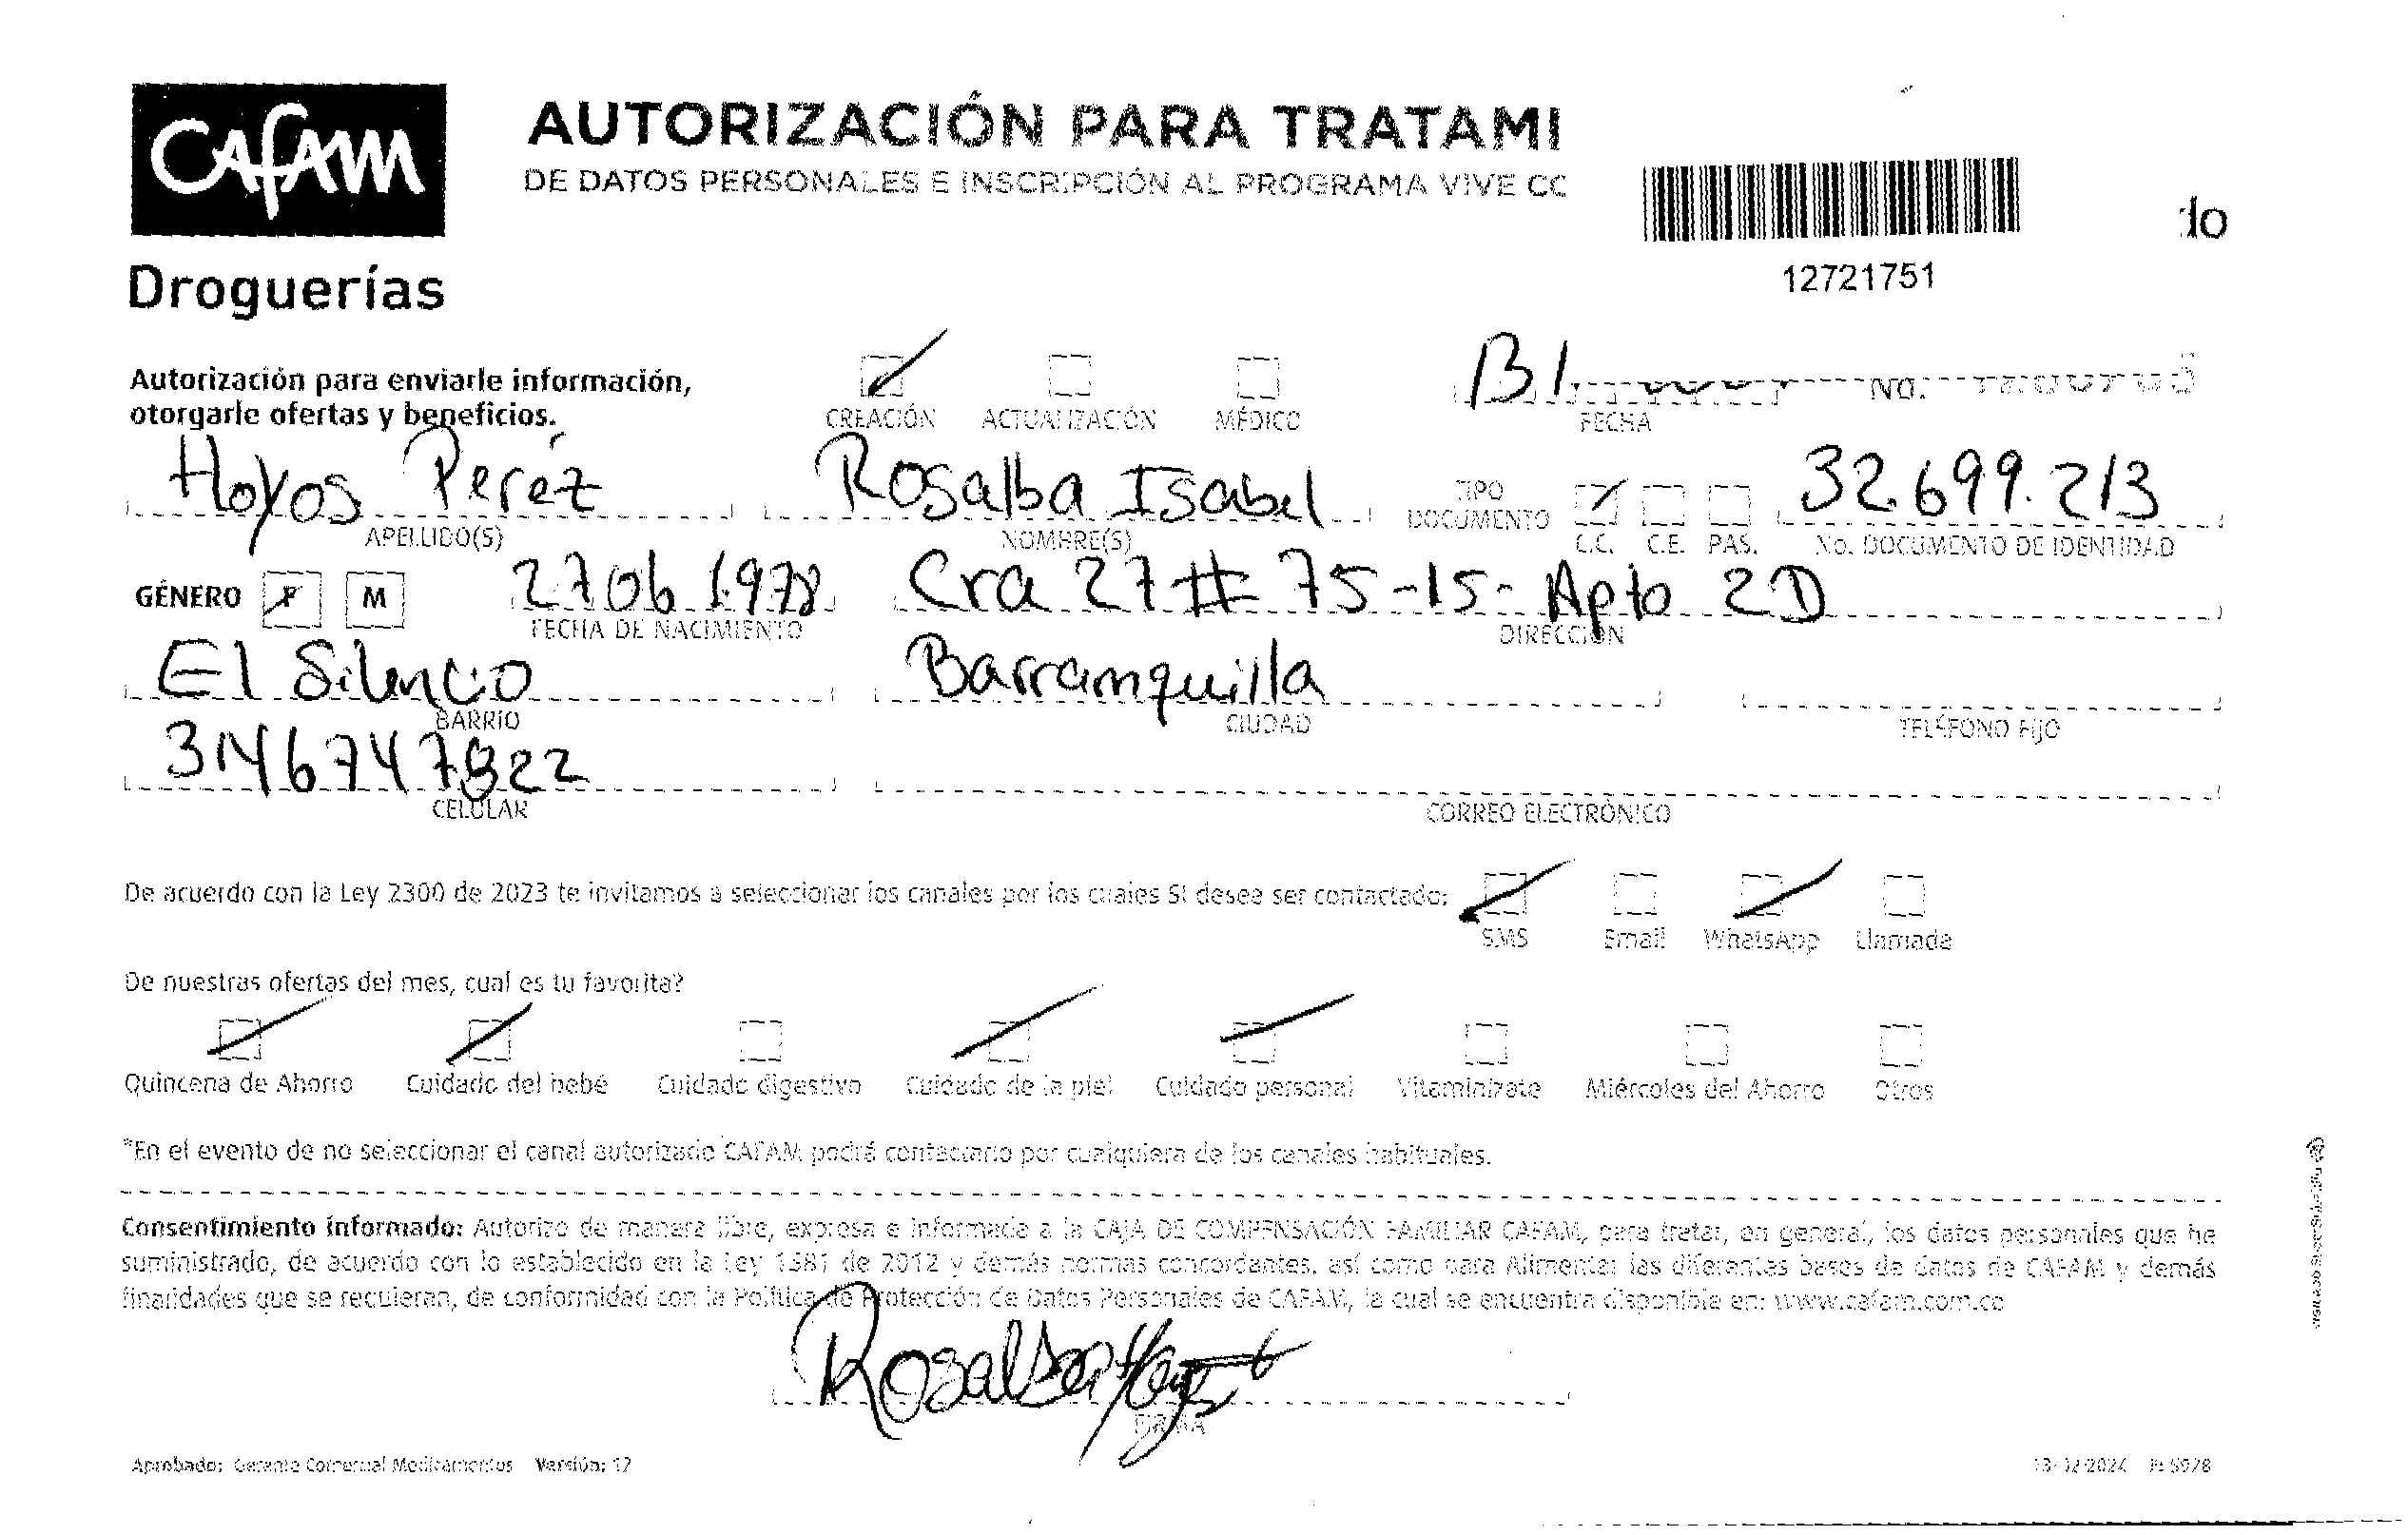 CAFAM
AUTORIZACIÓN PARA TRATAMI
DE DATOS PERSONALES E INSCRIPCIÓN AL PROGRAMA VIVE CC
do
Droguerías
12721751
Autorización para enviarle información,
otorgarle ofertas y beneficios.
CREACIÓN ACTUALIZACIÓN MÉDICO
B1
No.
FECHA
Hoyos Peréz Rosalba Isabel 32.699.213
APELLIDO(S) NOMBRE(S) TIPO DOCUMENTO C.C. C.E. PAS. No. DOCUMENTO DE IDENTIDAD
GÉNERO F M 27 06 1978 Cra 27 # 75-15- Apto 2D
FECHA DE NACIMIENTO DIRECCIÓN
El Silencio Barranquilla
BARRIO CIUDAD TELÉFONO FIJO
3146747822
CELULAR CORREO ELECTRÓNICO
De acuerdo con la Ley 2300 de 2023 te invitamos a seleccionar los canales por los cuales SI desea ser contactado:
SMS Email WhatsApp Llamada
De nuestras ofertas del mes, cual es tu favorita?
Quincena de Ahorro Cuidado del bebé Cuidado digestivo Cuidado de la piel Cuidado personal Vitamínizate Miércoles del Ahorro Otros
*En el evento de no seleccionar el canal autorizado CAFAM podrá contactarlo por cualquiera de los canales habituales.
Consentimiento informado: Autorizo de manera libre, expresa e informada a la CAJA DE COMPENSACIÓN FAMILIAR CAFAM, para tratar, en general, los datos personales que he
suministrado, de acuerdo con lo establecido en la Ley 1581 de 2012 y demás normas concordantes, así como para Alimentar las diferentes bases de datos de CAFAM y demás
finalidades que se requieran, de conformidad con la Política de Protección de Datos Personales de CAFAM, la cual se encuentra disponible en: www.cafam.com.co
Rosalba Hoyos
FIRMA
Aprobado: Gerente Comercial Medicamentos Versión: 12
13-12-2024